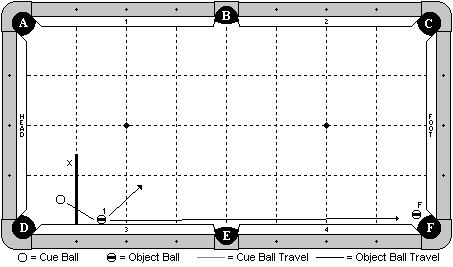 A B C
1 2
HEAD FOOT
X
1 F
D E F
3 4
= Cue Ball = Object Ball = Cue Ball Travel = Object Ball Travel